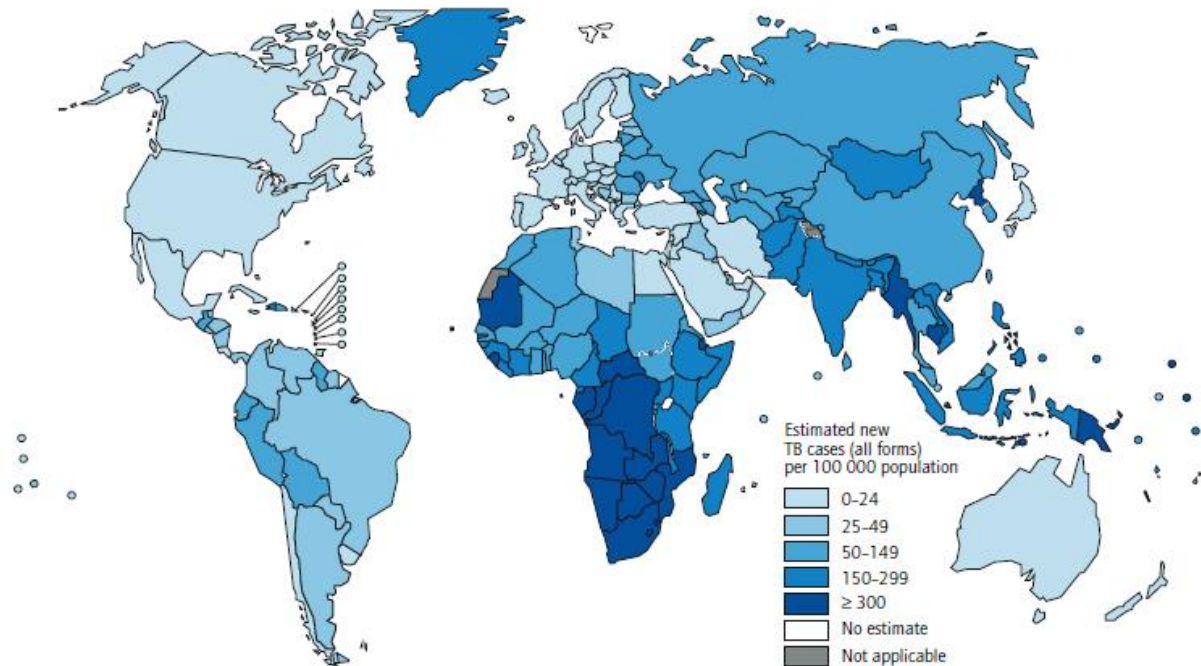 Estimated new
TB cases (all forms)
per 100 000 population
0–24
25–49
50–149
150–299
≥ 300
No estimate
Not applicable